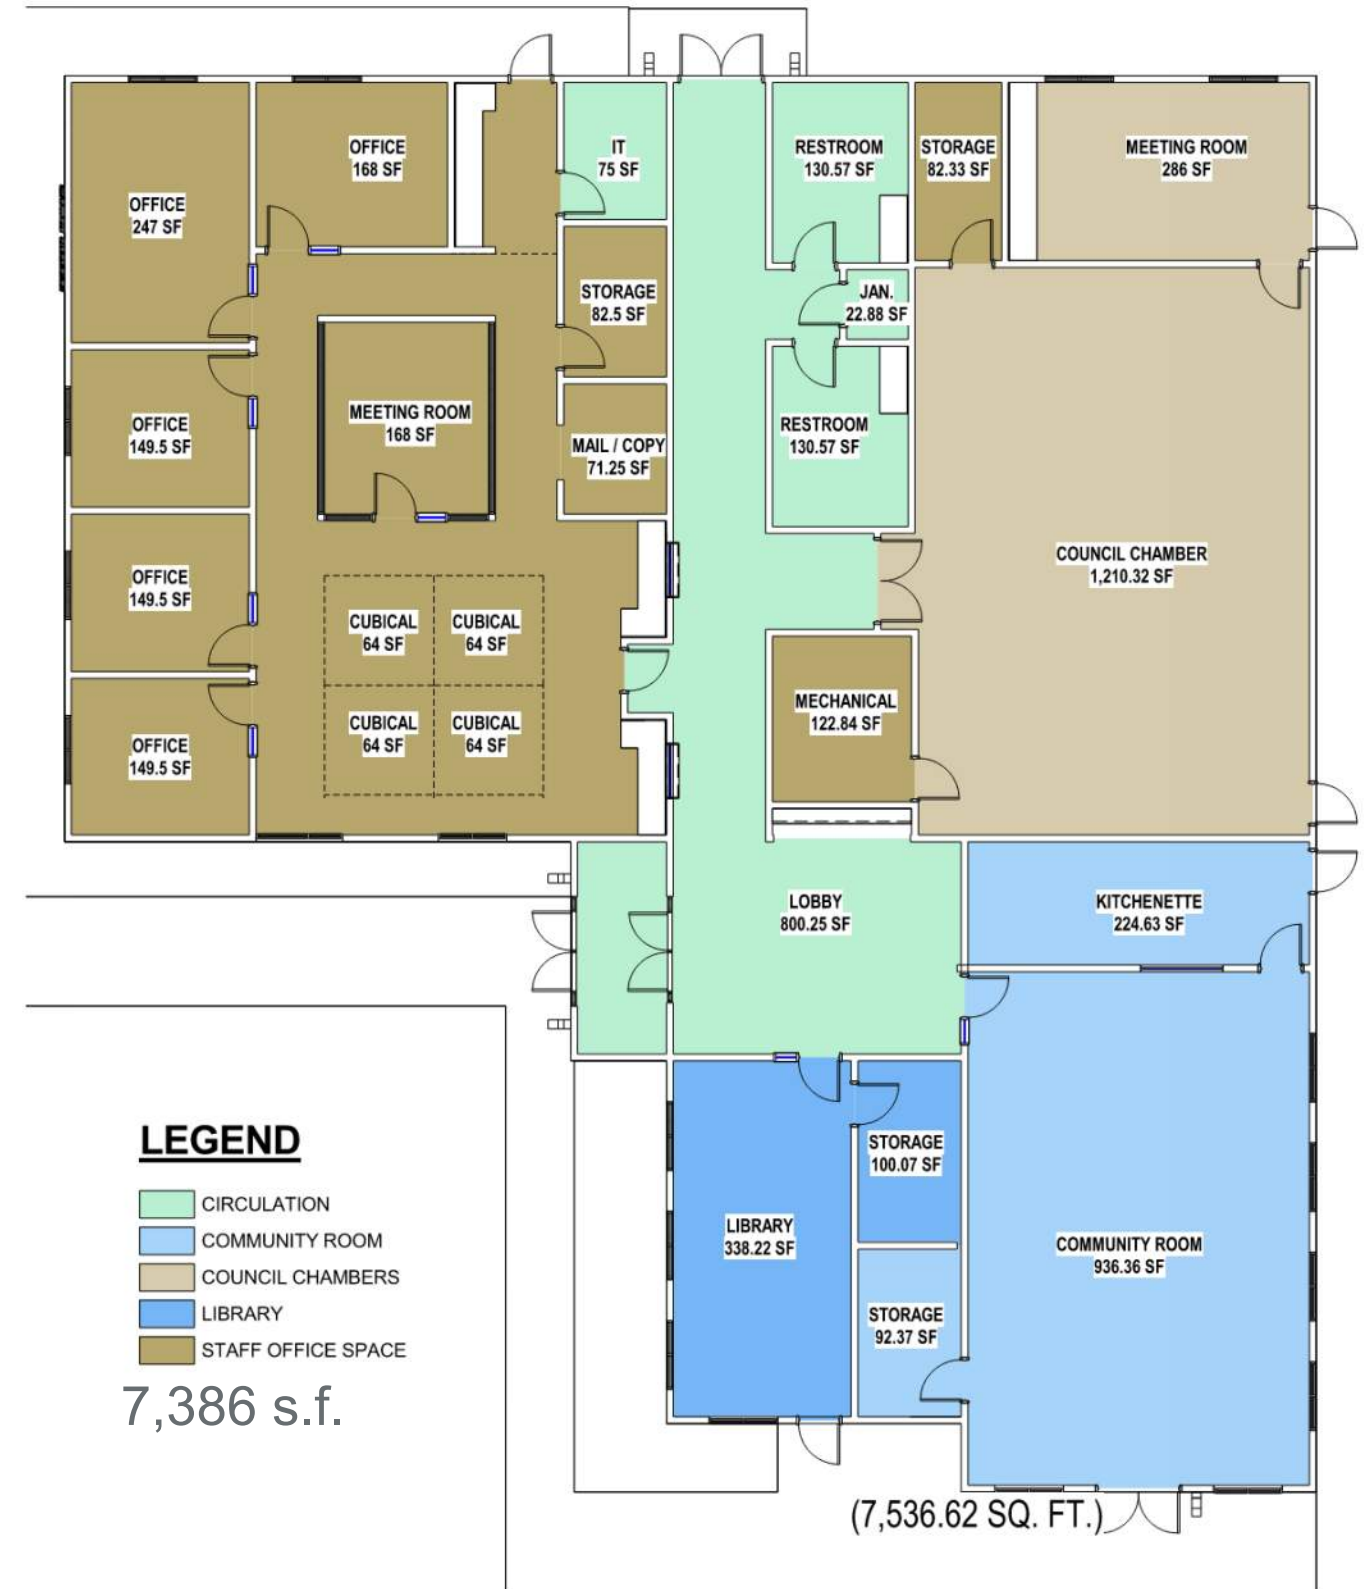 OFFICE
168 SF
IT
75 SF
RESTROOM
130.57 SF
STORAGE
82.33 SF
MEETING ROOM
286 SF
OFFICE
247 SF
STORAGE
82.5 SF
JAN.
22.88 SF
MEETING ROOM
168 SF
OFFICE
149.5 SF
MAIL / COPY
71.25 SF
RESTROOM
130.57 SF
COUNCIL CHAMBER
1,210.32 SF
OFFICE
149.5 SF
CUBICAL
64 SF
CUBICAL
64 SF
MECHANICAL
122.84 SF
CUBICAL
64 SF
CUBICAL
64 SF
OFFICE
149.5 SF
LOBBY
800.25 SF
KITCHENETTE
224.63 SF
LEGEND
CIRCULATION
COMMUNITY ROOM
COUNCIL CHAMBERS
LIBRARY
STAFF OFFICE SPACE
7,386 s.f.
STORAGE
100.07 SF
LIBRARY
338.22 SF
COMMUNITY ROOM
936.36 SF
STORAGE
92.37 SF
(7,536.62 SQ. FT.)